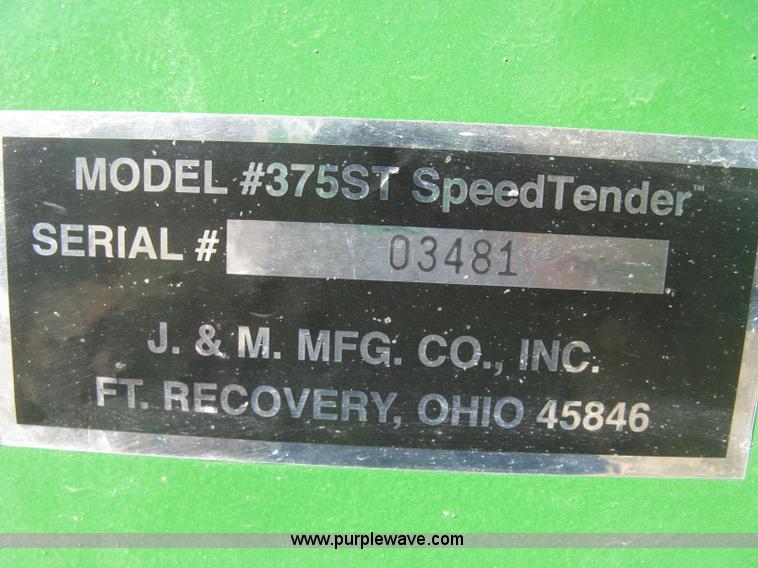 MODEL #375ST SpeedTender™
SERIAL # 03481
J. & M. MFG. CO., INC.
FT. RECOVERY, OHIO 45846
www.purplewave.com